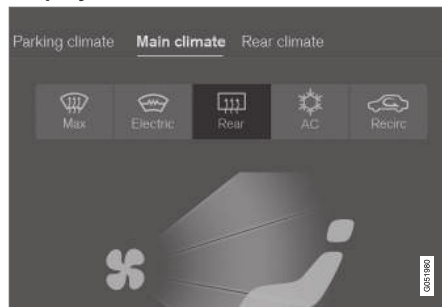 Parking climate Main climate Rear climate
Max Electric Rear AC Recirc
G051980